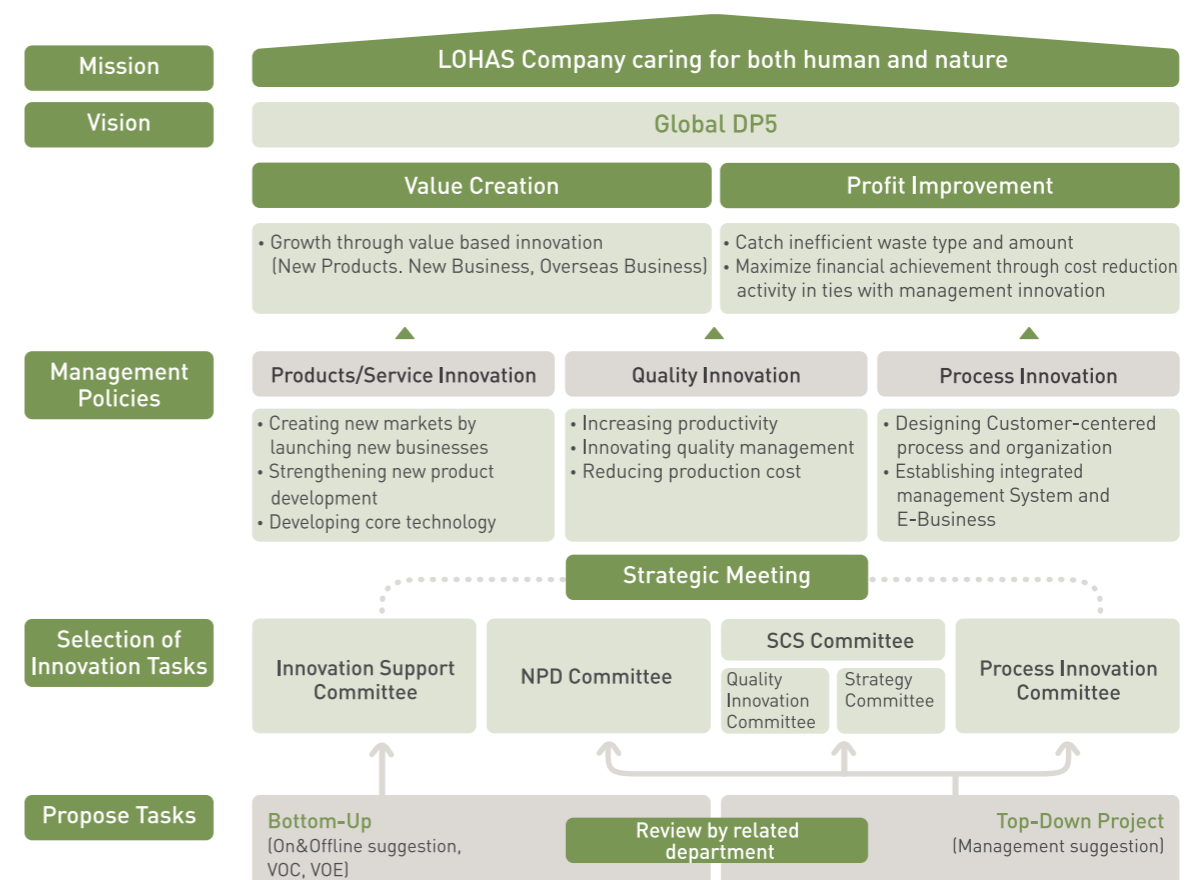 Mission
LOHAS Company caring for both human and nature
Vision
Global DP5
Value Creation
Profit Improvement
• Growth through value based innovation
(New Products. New Business, Overseas Business)
• Catch inefficient waste type and amount
• Maximize financial achievement through cost reduction
activity in ties with management innovation
Management
Policies
Products/Service Innovation
Quality Innovation
Process Innovation
• Creating new markets by
launching new businesses
• Strengthening new product
development
• Developing core technology
• Increasing productivity
• Innovating quality management
• Reducing production cost
• Designing Customer-centered
process and organization
• Establishing integrated
management System and
E-Business
Strategic Meeting
Selection of
Innovation Tasks
Innovation Support
Committee
NPD Committee
SCS Committee
Quality
Innovation
Committee
Strategy
Committee
Process Innovation
Committee
Propose Tasks
Bottom-Up
(On&Offline suggestion,
VOC, VOE)
Review by related
department
Top-Down Project
(Management suggestion)